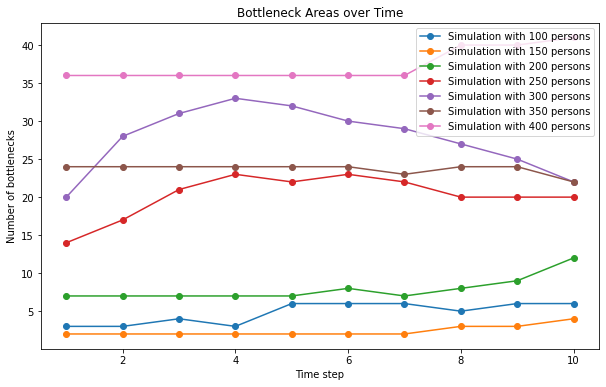 Bottleneck Areas over Time
Simulation with 100 persons
Simulation with 150 persons
Simulation with 200 persons
Simulation with 250 persons
Simulation with 300 persons
Simulation with 350 persons
Simulation with 400 persons
Number of bottlenecks
40
35
30
25
20
15
10
5
2
4
6
8
10
Time step